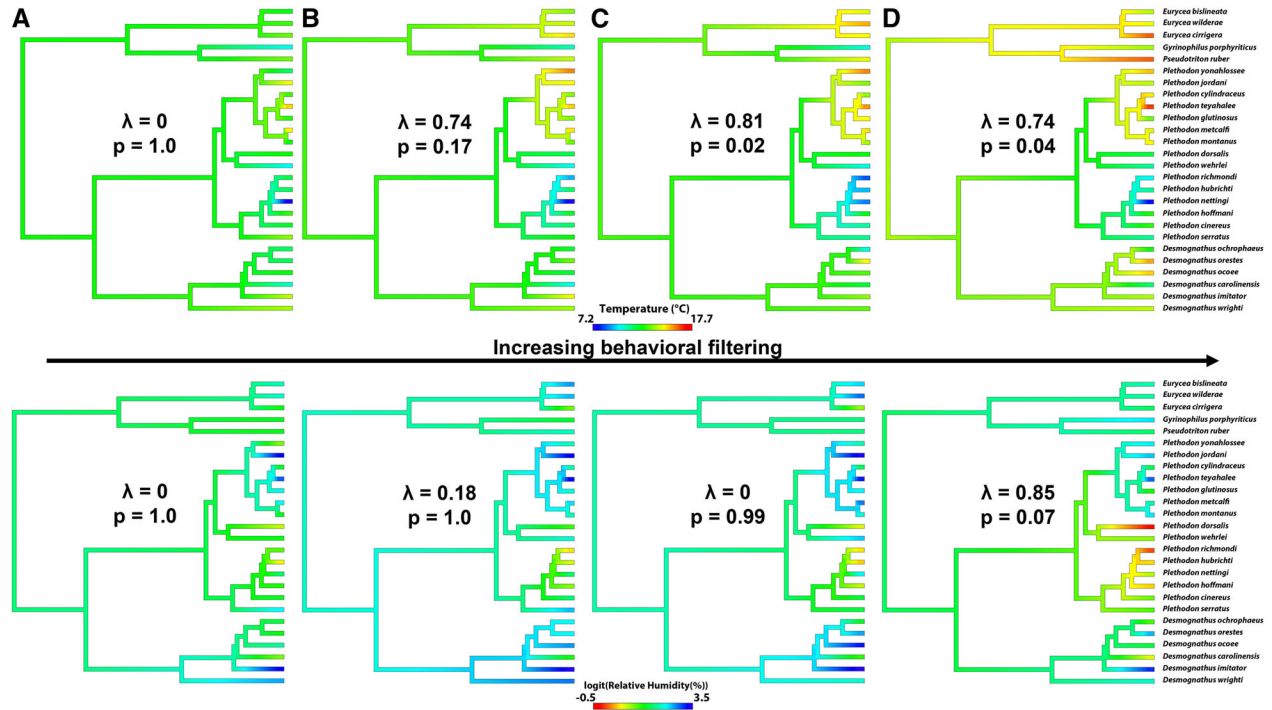 A
B
C
D
λ = 0
p = 1.0
λ = 0.74
p = 0.17
λ = 0.81
p = 0.02
λ = 0.74
p = 0.04
Eurycea bislineata
Eurycea wilderae
Eurycea cirrigera
Gyrinophilus porphyriticus
Pseudotriton ruber
Plethodon yonahlossee
Plethodon jordani
Plethodon cylindraceus
Plethodon teyahalee
Plethodon glutinosus
Plethodon metcalfi
Plethodon montanus
Plethodon dorsalis
Plethodon wehrlei
Plethodon richmondi
Plethodon hubrichti
Plethodon nettingi
Plethodon hoffmani
Plethodon cinereus
Plethodon serratus
Desmognathus ochrophaeus
Desmognathus orestes
Desmognathus ocoee
Desmognathus carolinensis
Desmognathus imitator
Desmognathus wrighti
Temperature (°C)
7.2 17.7
Increasing behavioral filtering
λ = 0
p = 1.0
λ = 0.18
p = 1.0
λ = 0
p = 0.99
λ = 0.85
p = 0.07
Eurycea bislineata
Eurycea wilderae
Eurycea cirrigera
Gyrinophilus porphyriticus
Pseudotriton ruber
Plethodon yonahlossee
Plethodon jordani
Plethodon cylindraceus
Plethodon teyahalee
Plethodon glutinosus
Plethodon metcalfi
Plethodon montanus
Plethodon dorsalis
Plethodon wehrlei
Plethodon richmondi
Plethodon hubrichti
Plethodon nettingi
Plethodon hoffmani
Plethodon cinereus
Plethodon serratus
Desmognathus ochrophaeus
Desmognathus orestes
Desmognathus ocoee
Desmognathus carolinensis
Desmognathus imitator
Desmognathus wrighti
logit(Relative Humidity(%))
-0.5 3.5